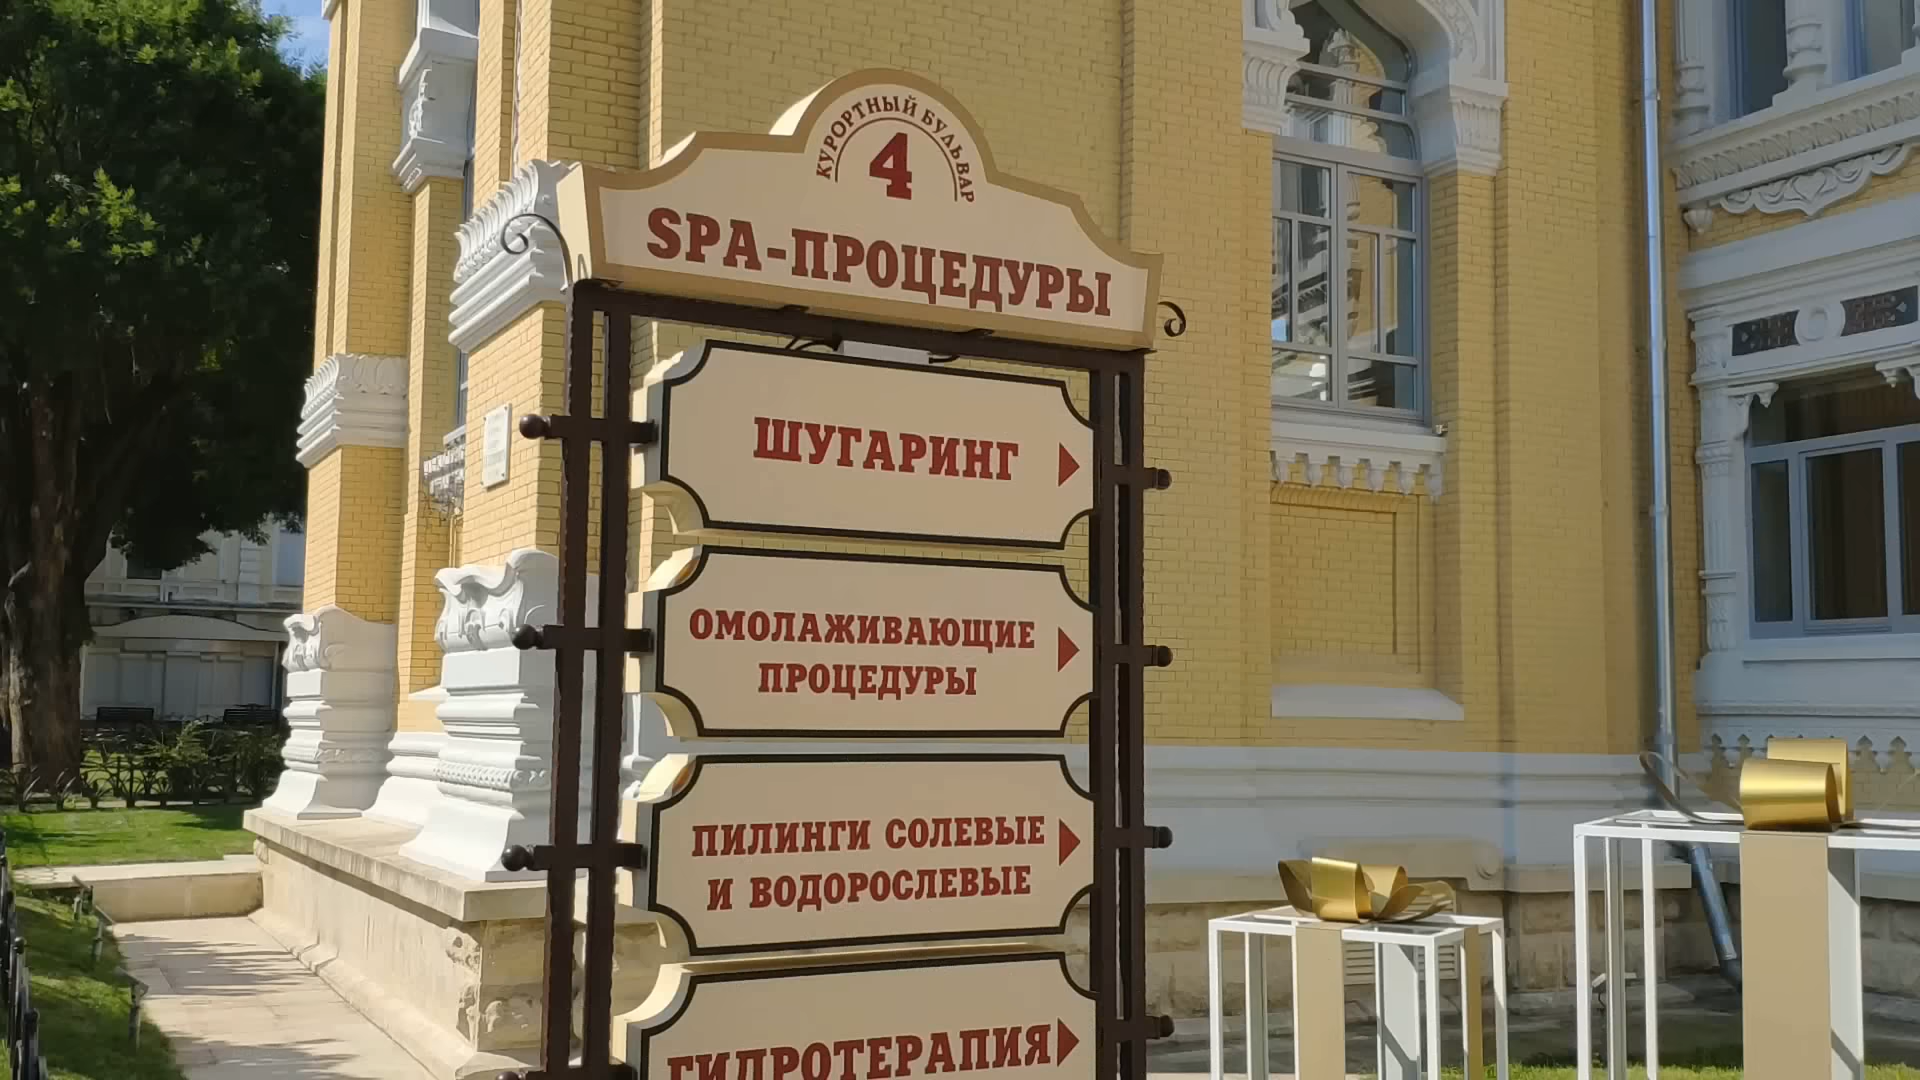 КУРОРТНЫЙ БУЛЬВАР
4
SPA-ПРОЦЕДУРЫ
ШУГАРИНГ
ОМОЛАЖИВАЮЩИЕ
ПРОЦЕДУРЫ
ПИЛИНГИ СОЛЕВЫЕ
И ВОДОРОСЛЕВЫЕ
ГИДРОТЕРАПИЯ